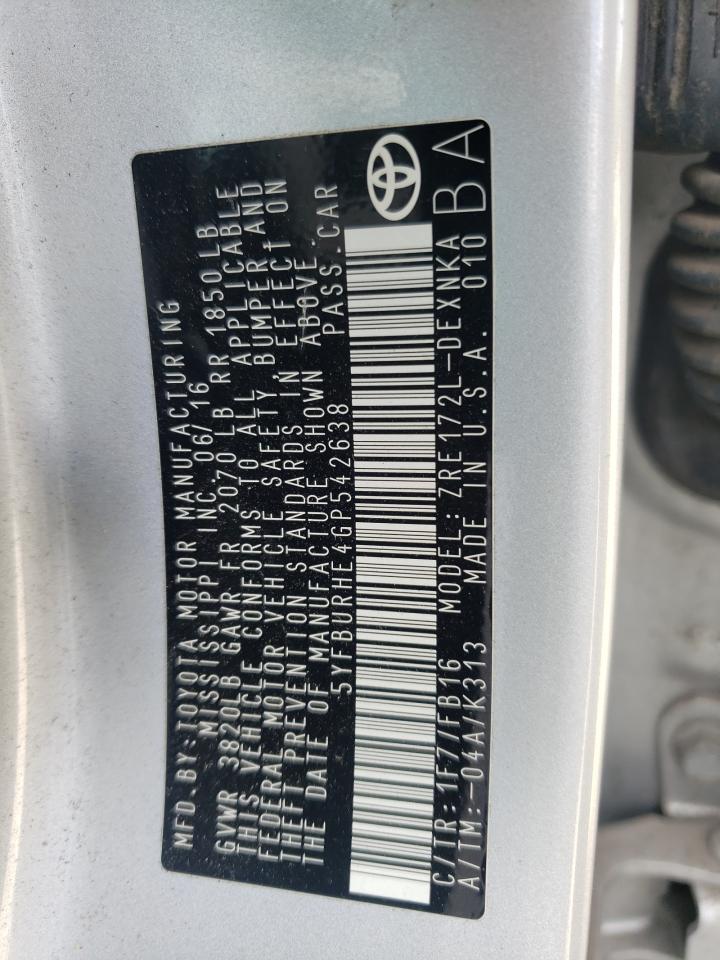 MFD.BY:TOYOTA MOTOR MANUFACTURING
MISSISSIPPI INC.06/16
GVWR 3820LB GAWR FR 2070 LB RR 1850 LB
THIS VEHICLE CONFORMS TO ALL APPLICABLE
FEDERAL MOTOR VEHICLE SAFETY, BUMPER AND
THEFT PREVENTION STANDARDS IN EFFECT ON
THE DATE OF MANUFACTURE SHOWN ABOVE.
5YFBURHE4GP542638 PASS.CAR
C/TR:1F7/FB16 MODEL:ZRE172L-DEXNKA
A/TM:-04A/K313 MADE IN U.S.A. 010 BA